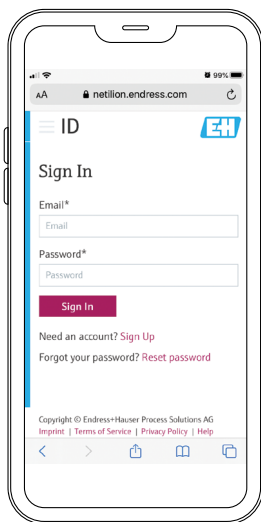 99%
AA netilion.endress.com
ID EH
Sign In
Email*
Email
Password*
Password
Sign In
Need an account? Sign Up
Forgot your password? Reset password
Copyright © Endress+Hauser Process Solutions AG
Imprint | Terms of Service | Privacy Policy | Help